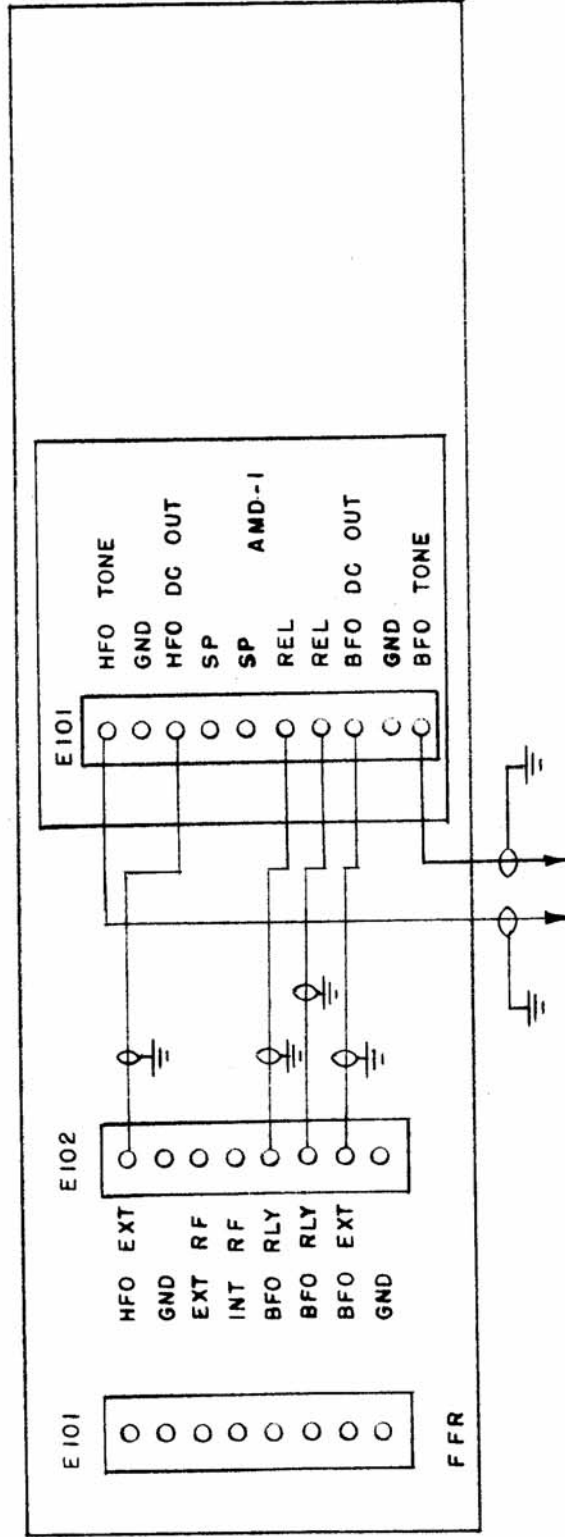 E101
FFR
E102
HFO EXT
GND
EXT RF
INT RF
BFO RLY
BFO RLY
BFO EXT
GND
E101
HFO TONE
GND
HFO DC OUT
SP
SP
AMD-1
REL
REL
BFO DC OUT
GND
BFO TONE